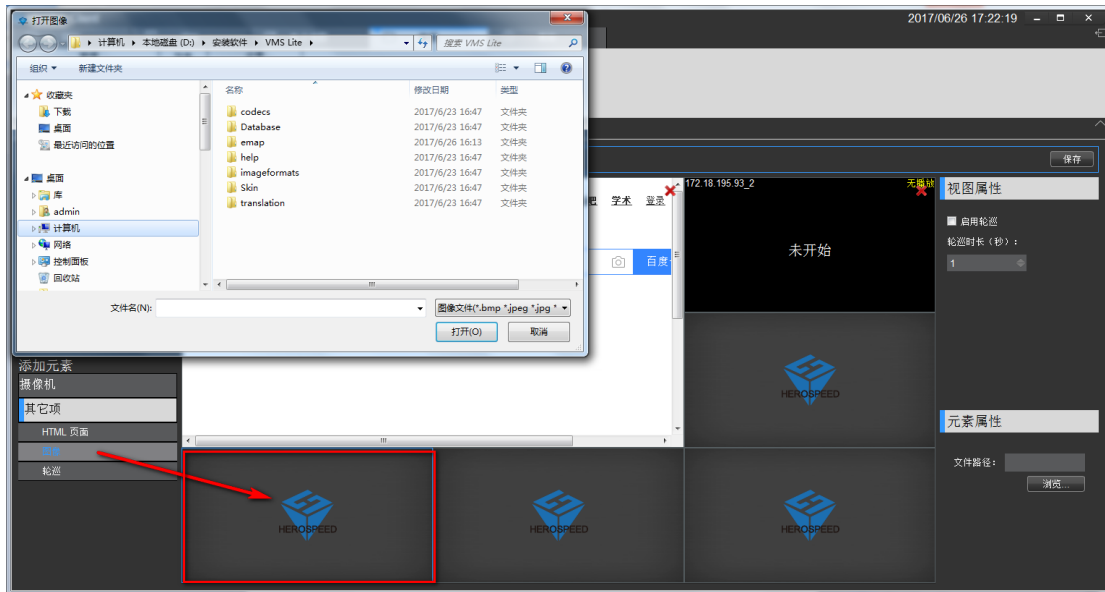 打开图像
2017/06/26 17:22:19
计算机 ▸ 本地磁盘 (D:) ▸ 安装软件 ▸ VMS Lite ▸
搜索 VMS Lite
组织 新建文件夹
收藏夹
下载
桌面
最近访问的位置
桌面
库
admin
计算机
网络
控制面板
回收站
名称 修改日期 类型
codecs 2017/6/23 16:47 文件夹
Database 2017/6/23 16:47 文件夹
emap 2017/6/26 16:13 文件夹
help 2017/6/23 16:47 文件夹
imageformats 2017/6/23 16:47 文件夹
Skin 2017/6/23 16:47 文件夹
translation 2017/6/23 16:47 文件夹
文件名(N):
图像文件(*.bmp *.jpeg *.jpg *
打开(O) 取消
保存
吧 学术 登录
百度
172.18.195.93_2 无播放
未开始
视图属性
启用轮巡
轮巡时长（秒）:
1
添加元素
摄像机
其它项
HTML 页面
轮巡
HEROSPEED
元素属性
文件路径:
浏览...
HEROSPEED
HEROSPEED
HEROSPEED